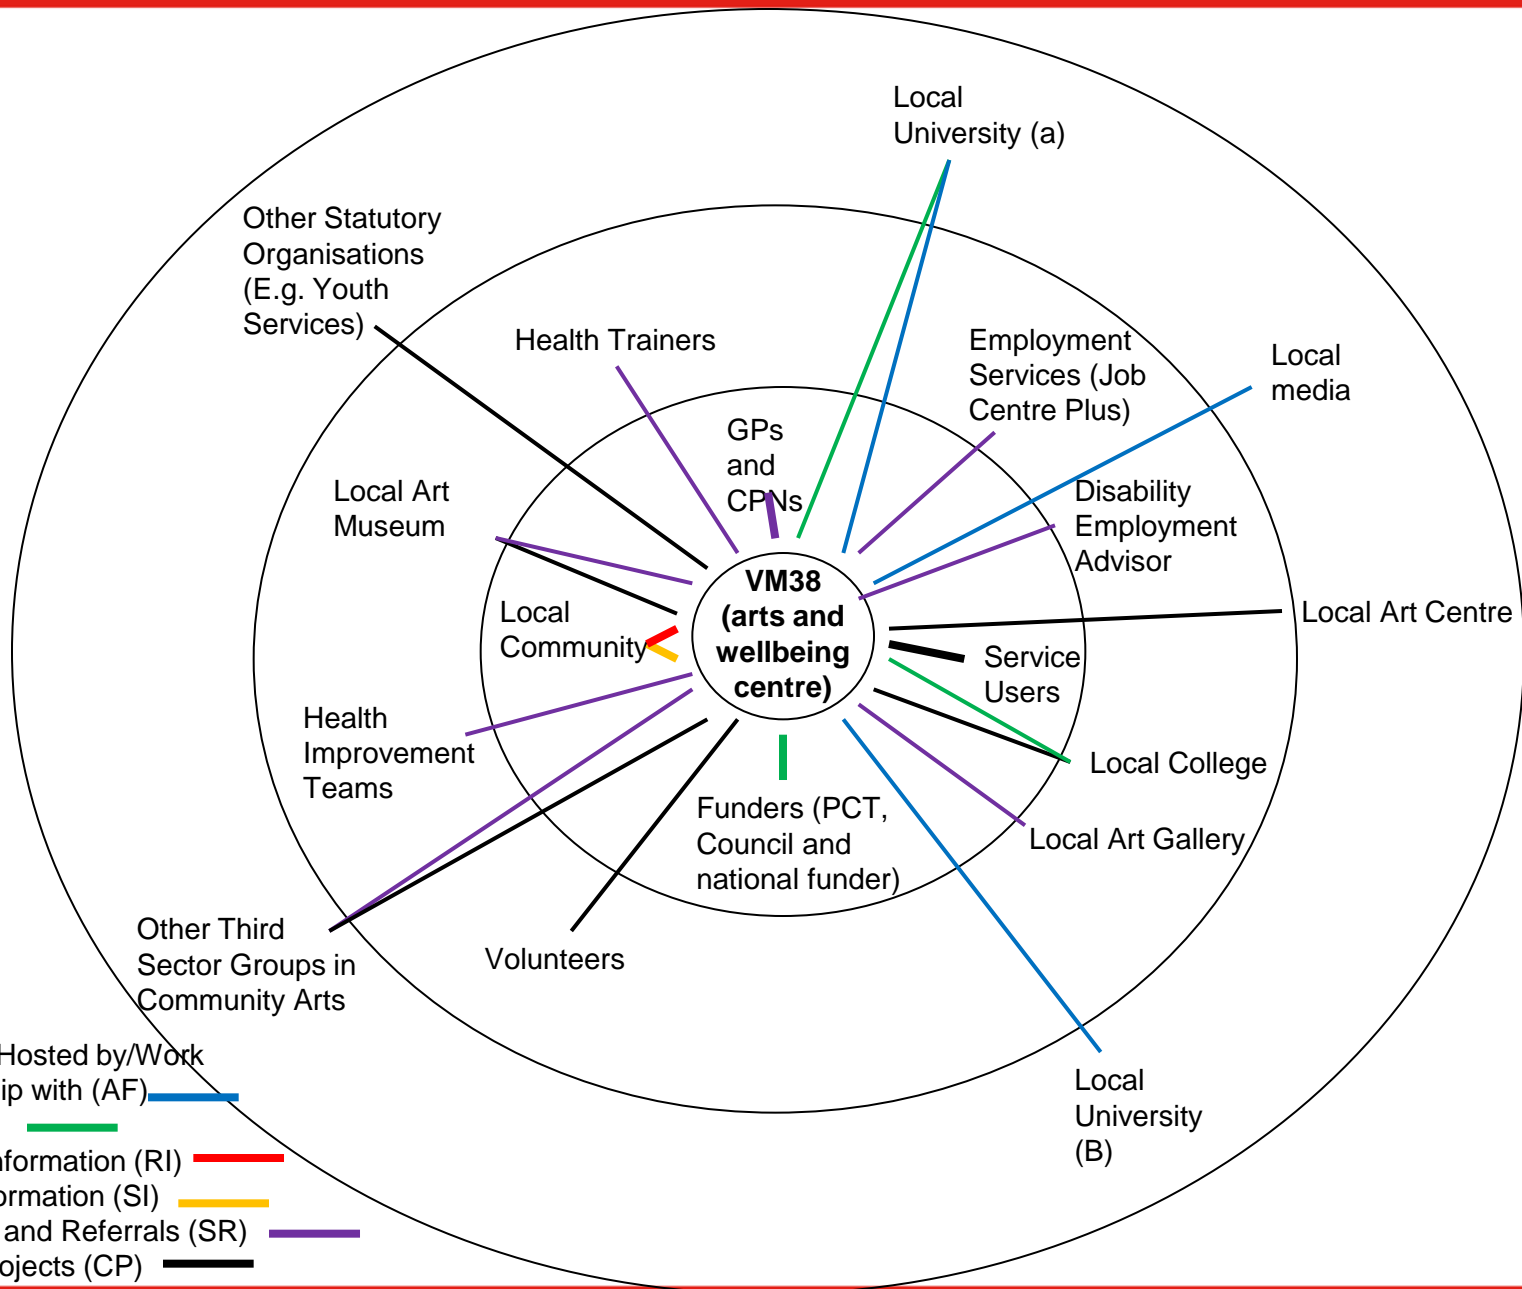 Local
University (a)
Other Statutory
Organisations
(E.g. Youth
Services)
Health Trainers
Employment
Services (Job
Centre Plus)
Local
media
GPs
and
CPNs
Local Art
Museum
Disability
Employment
Advisor
VM38
(arts and
wellbeing
centre)
Local
Community
Local Art Centre
Service
Users
Health
Improvement
Teams
Local College
Funders (PCT,
Council and
national funder)
Local Art Gallery
Other Third
Sector Groups in
Community Arts
Volunteers
Local
University
(B)
Hosted by/Work
ip with (AF)
nformation (RI)
ormation (SI)
and Referrals (SR)
ojects (CP)